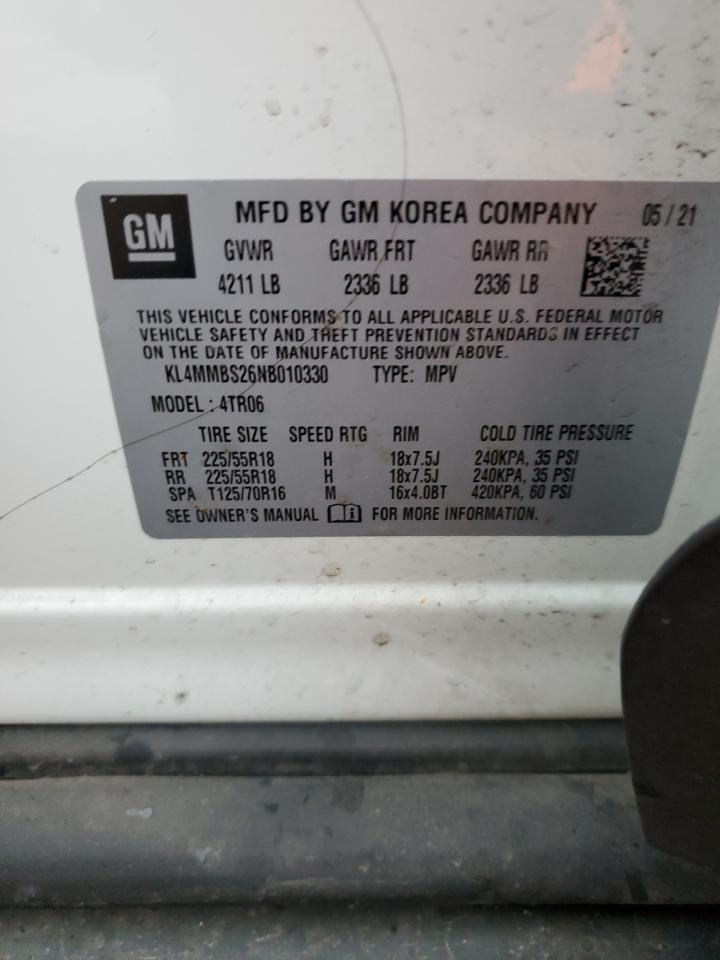 GM MFD BY GM KOREA COMPANY 05/21
GVWR GAWR FRT GAWR RR
4211 LB 2336 LB 2336 LB
THIS VEHICLE CONFORMS TO ALL APPLICABLE U.S. FEDERAL MOTOR
VEHICLE SAFETY AND THEFT PREVENTION STANDARDS IN EFFECT
ON THE DATE OF MANUFACTURE SHOWN ABOVE.
KL4MMBS26NB010330 TYPE: MPV
MODEL : 4TR06
TIRE SIZE SPEED RTG RIM COLD TIRE PRESSURE
FRT 225/55R18 H 18x7.5J 240KPA, 35 PSI
RR 225/55R18 H 18x7.5J 240KPA, 35 PSI
SPA T125/70R16 M 16x4.0BT 420KPA, 60 PSI
SEE OWNER'S MANUAL i FOR MORE INFORMATION.